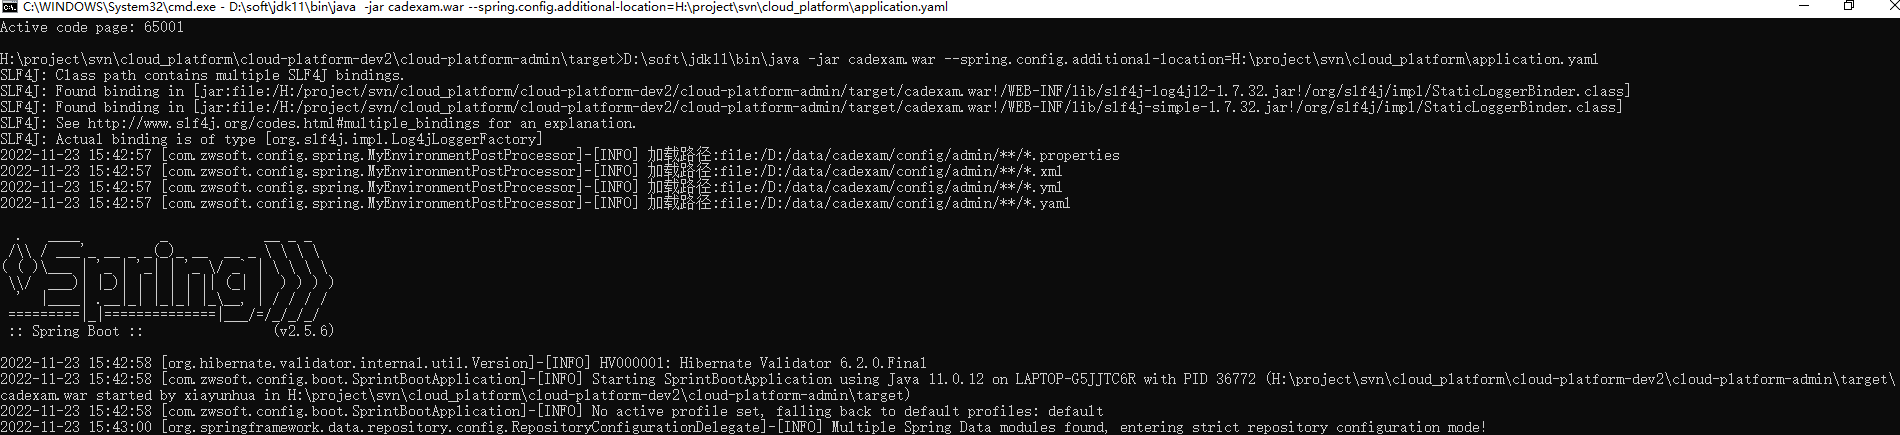 C:\WINDOWS\System32\cmd.exe - D:\soft\jdk11\bin\java  -jar cadexam.war --spring.config.additional-location=H:\project\svn\cloud_platform\application.yaml
Active code page: 65001
H:\project\svn\cloud_platform\cloud-platform-dev2\cloud-platform-admin\target>D:\soft\jdk11\bin\java -jar cadexam.war --spring.config.additional-location=H:\project\svn\cloud_platform\application.yaml
SLF4J: Class path contains multiple SLF4J bindings.
SLF4J: Found binding in [jar:file:/H:/project/svn/cloud_platform/cloud-platform-dev2/cloud-platform-admin/target/cadexam.war!/WEB-INF/lib/slf4j-log4j12-1.7.32.jar!/org/slf4j/impl/StaticLoggerBinder.class]
SLF4J: Found binding in [jar:file:/H:/project/svn/cloud_platform/cloud-platform-dev2/cloud-platform-admin/target/cadexam.war!/WEB-INF/lib/slf4j-simple-1.7.32.jar!/org/slf4j/impl/StaticLoggerBinder.class]
SLF4J: See http://www.slf4j.org/codes.html#multiple_bindings for an explanation.
SLF4J: Actual binding is of type [org.slf4j.impl.Log4jLoggerFactory]
2022-11-23 15:42:57 [com.zwsoft.config.spring.MyEnvironmentPostProcessor]-[INFO] 加载路径:file:/D:/data/cadexam/config/admin/**/*.properties
2022-11-23 15:42:57 [com.zwsoft.config.spring.MyEnvironmentPostProcessor]-[INFO] 加载路径:file:/D:/data/cadexam/config/admin/**/*.xml
2022-11-23 15:42:57 [com.zwsoft.config.spring.MyEnvironmentPostProcessor]-[INFO] 加载路径:file:/D:/data/cadexam/config/admin/**/*.yml
2022-11-23 15:42:57 [com.zwsoft.config.spring.MyEnvironmentPostProcessor]-[INFO] 加载路径:file:/D:/data/cadexam/config/admin/**/*.yaml
Spring
:: Spring Boot ::                (v2.5.6)
2022-11-23 15:42:58 [org.hibernate.validator.internal.util.Version]-[INFO] HV000001: Hibernate Validator 6.2.0.Final
2022-11-23 15:42:58 [com.zwsoft.config.boot.SprintBootApplication]-[INFO] Starting SprintBootApplication using Java 11.0.12 on LAPTOP-G5JJTC6R with PID 36772 (H:\project\svn\cloud_platform\cloud-platform-dev2\cloud-platform-admin\target\
cadexam.war started by xiayunhua in H:\project\svn\cloud_platform\cloud-platform-dev2\cloud-platform-admin\target)
2022-11-23 15:42:58 [com.zwsoft.config.boot.SprintBootApplication]-[INFO] No active profile set, falling back to default profiles: default
2022-11-23 15:43:00 [org.springframework.data.repository.config.RepositoryConfigurationDelegate]-[INFO] Multiple Spring Data modules found, entering strict repository configuration mode!